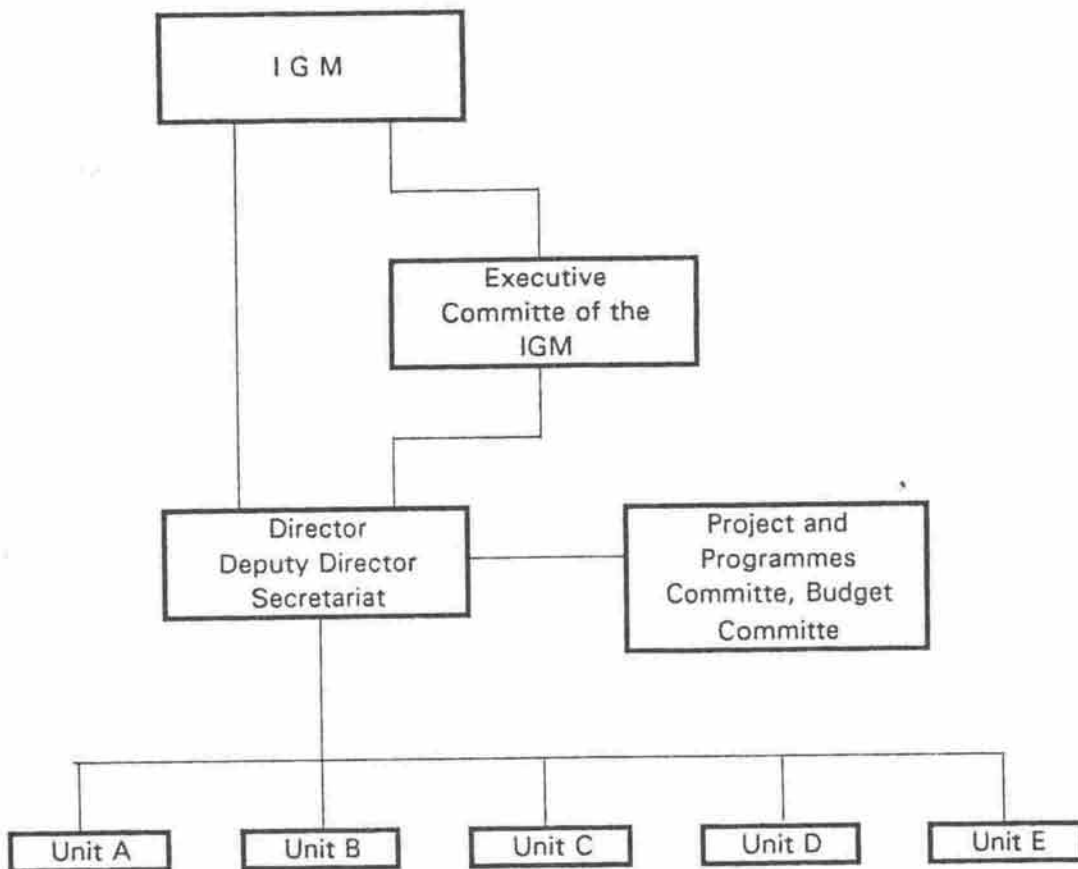 I G M
Executive
Committe of the
IGM
Director
Deputy Director
Secretariat
Project and
Programmes
Committe, Budget
Committe
Unit A
Unit B
Unit C
Unit D
Unit E